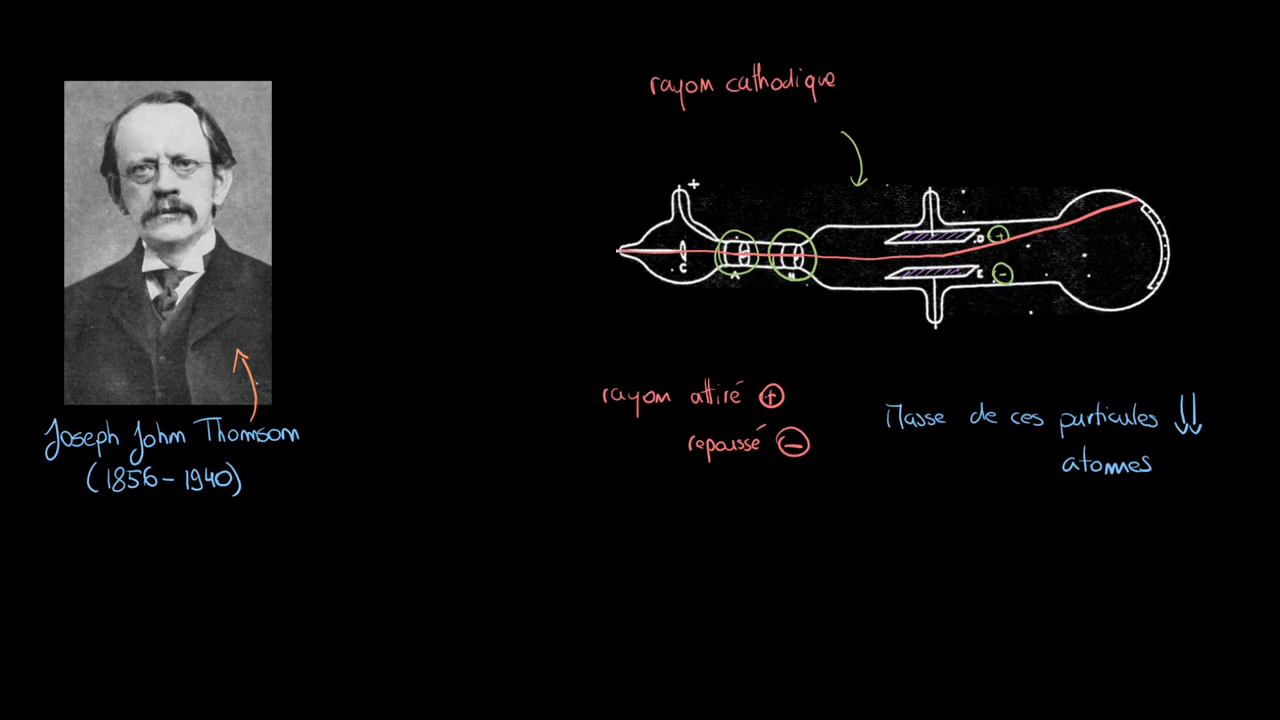 rayon cathodique
+
C
A
D
+
E
-
rayon attiré +
repoussé -
Masse de ces particules ↓↓
atomes
Joseph John Thomson
(1856-1940)